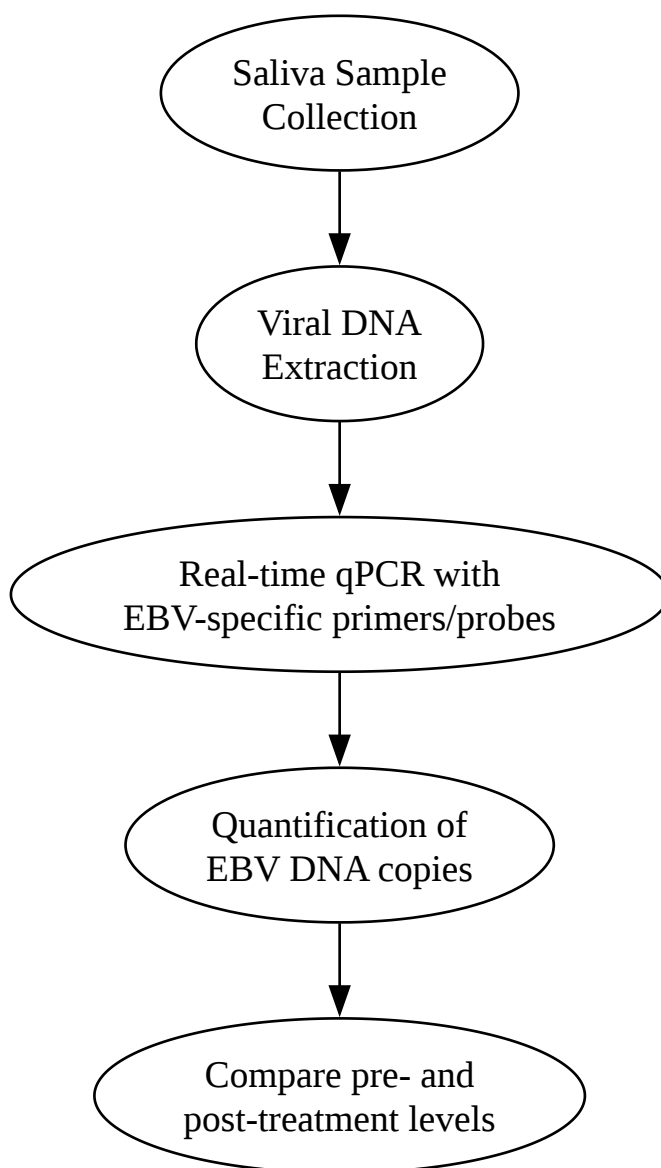 Saliva Sample
Collection
Viral DNA
Extraction
Real-time qPCR with
EBV-specific primers/probes
Quantification of
EBV DNA copies
Compare pre- and
post-treatment levels